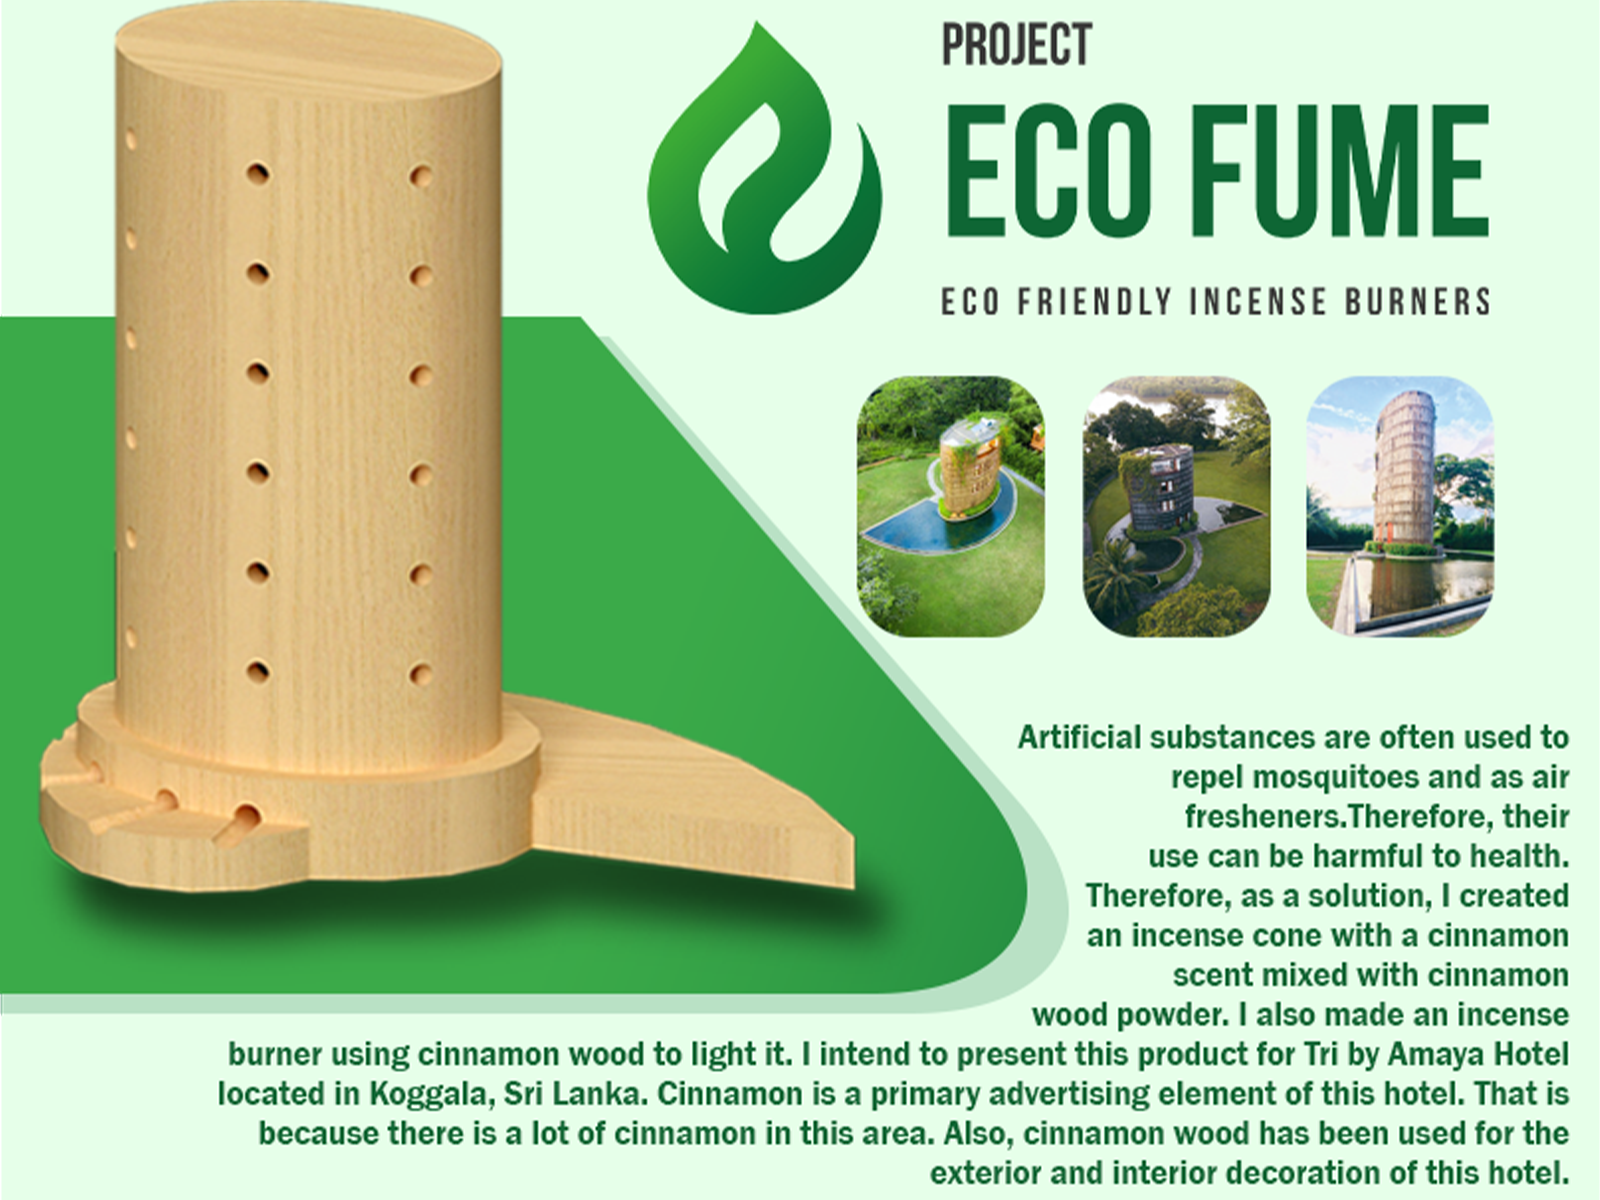 PROJECT
ECO FUME
ECO FRIENDLY INCENSE BURNERS
Artificial substances are often used to
repel mosquitoes and as air
fresheners.Therefore, their
use can be harmful to health.
Therefore, as a solution, I created
an incense cone with a cinnamon
scent mixed with cinnamon
wood powder. I also made an incense
burner using cinnamon wood to light it. I intend to present this product for Tri by Amaya Hotel
located in Koggala, Sri Lanka. Cinnamon is a primary advertising element of this hotel. That is
because there is a lot of cinnamon in this area. Also, cinnamon wood has been used for the
exterior and interior decoration of this hotel.